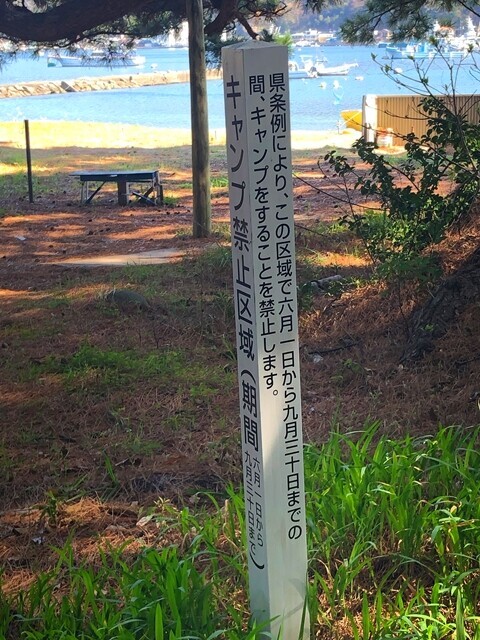 県条例により、この区域で六月一日から九月三十日までの
間、キャンプをすることを禁止します。
キャンプ禁止区域（期間 六月一日から
九月三十日まで）